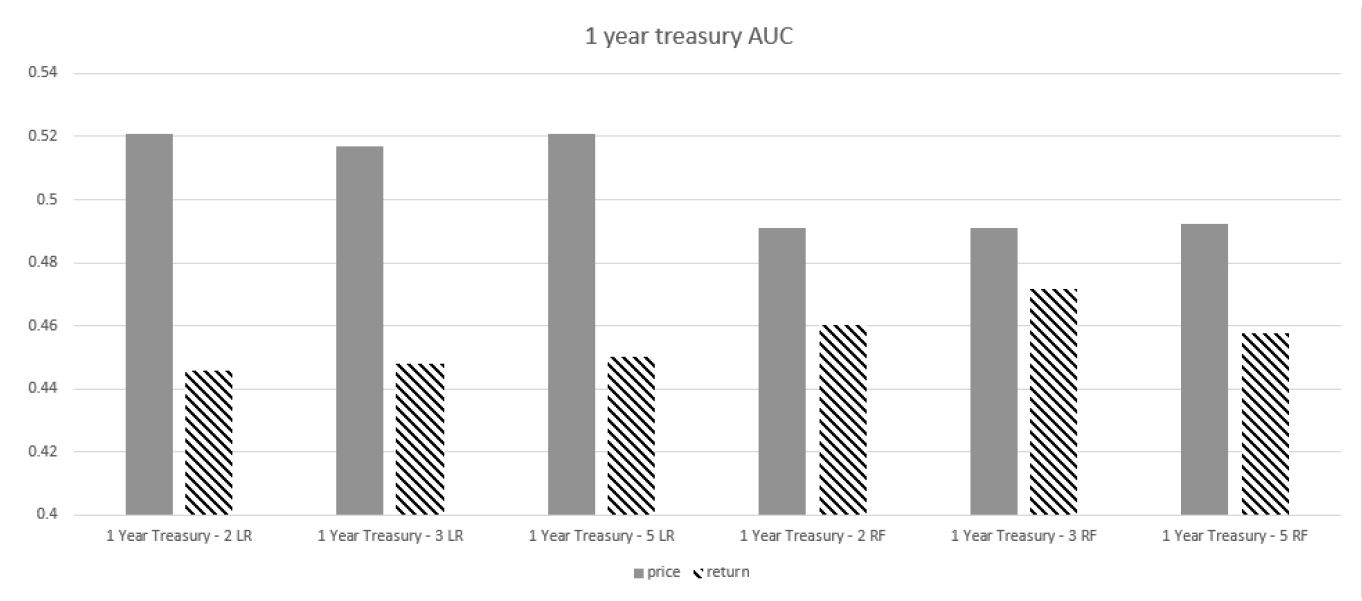 1 year treasury AUC
0.54
0.52
0.5
0.48
0.46
0.44
0.42
0.4
1 Year Treasury - 2 LR
1 Year Treasury - 3 LR
1 Year Treasury - 5 LR
1 Year Treasury - 2 RF
1 Year Treasury - 3 RF
1 Year Treasury - 5 RF
price
return